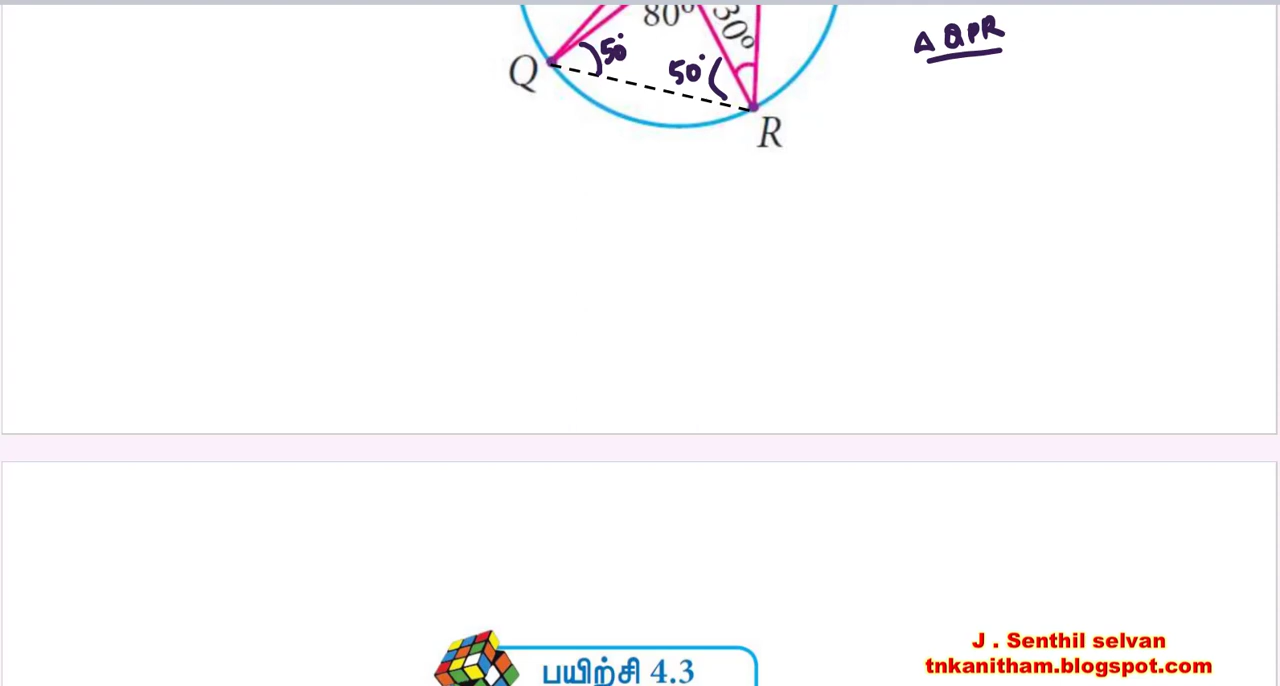 80°
30°
Δ QPR
50°
50°
Q
R
J . Senthil selvan
tnkanitham.blogspot.com
பயிற்சி 4.3